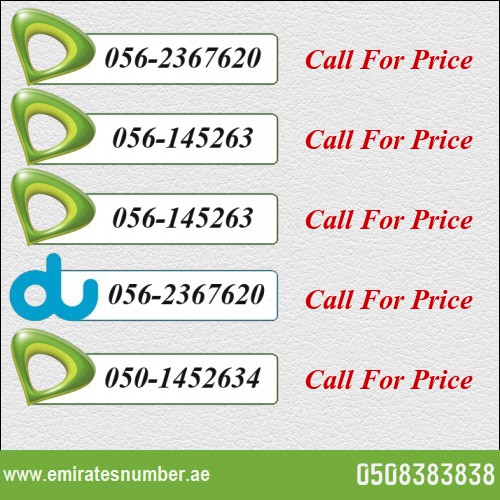 056-2367620 Call For Price
056-145263 Call For Price
056-145263 Call For Price
du 056-2367620 Call For Price
050-1452634 Call For Price
www.emiratesnumber.ae 0508383838